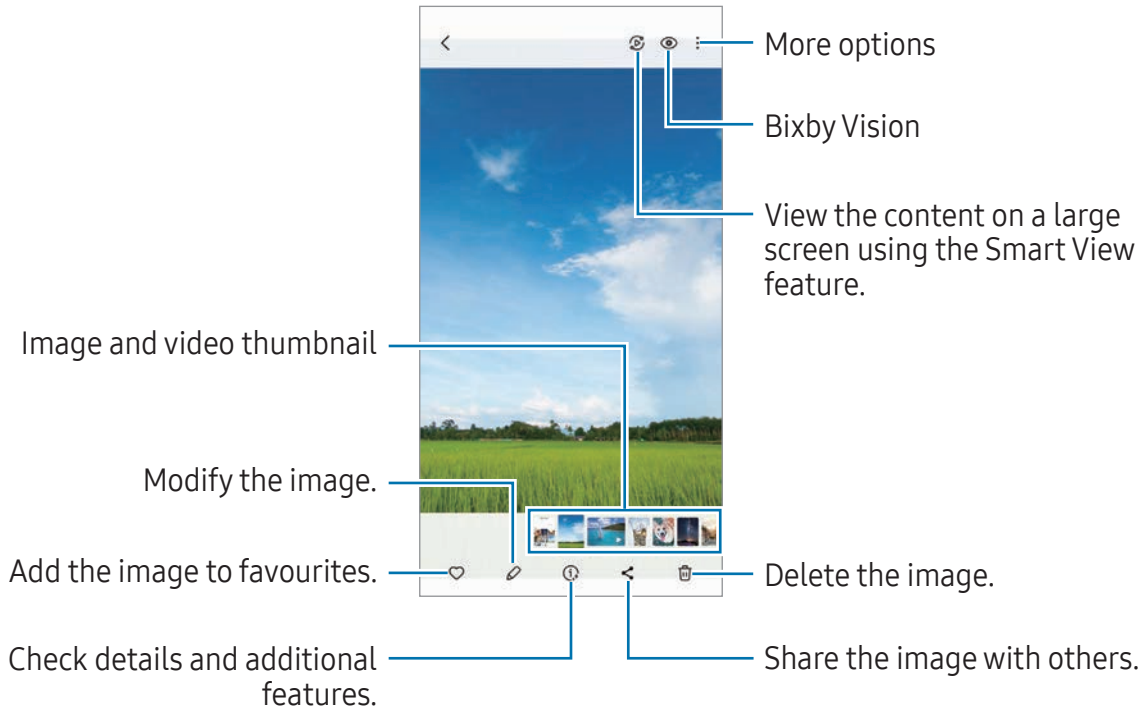 More options
Bixby Vision
View the content on a large
screen using the Smart View
feature.
Image and video thumbnail
Modify the image.
Add the image to favourites.
Delete the image.
Check details and additional
features.
Share the image with others.